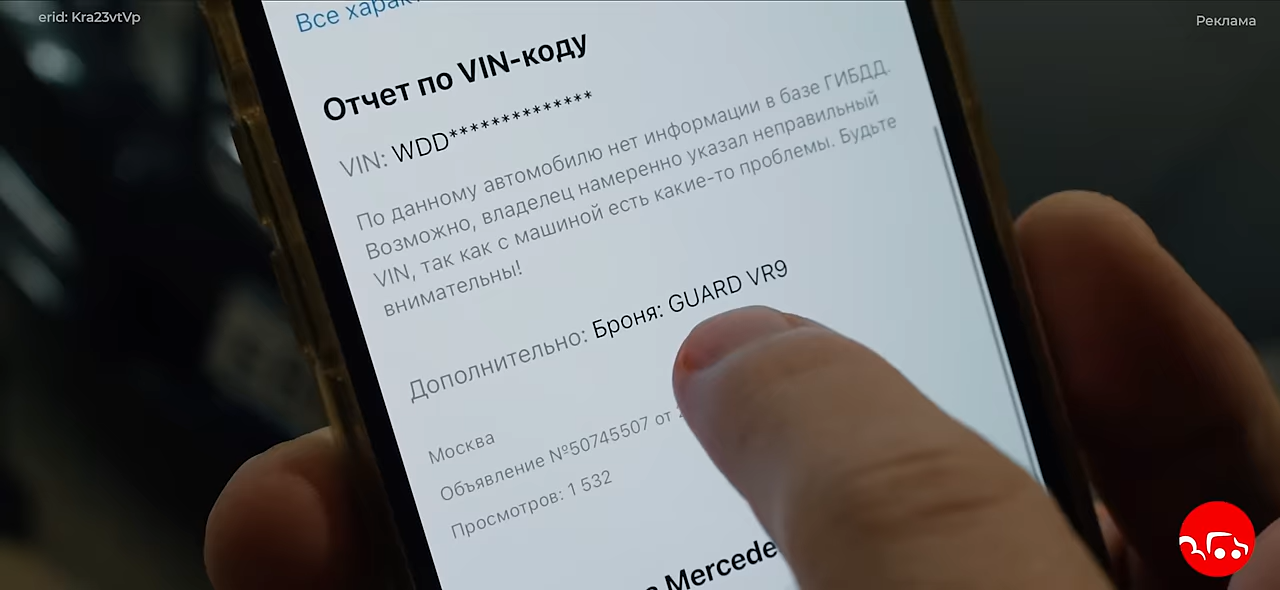 erid: Kra23vtVp
Реклама
Все
Отчет по VIN-коду
VIN: WDD**************
По данному автомобилю нет информации в базе ГИБДД.
Возможно, владелец намеренно указал неправильный
VIN, так как с машиной есть какие-то проблемы. Будьте
внимательны!
Дополнительно: Броня: GUARD VR9
Москва
Объявление №50745507 от
Просмотров: 1 532